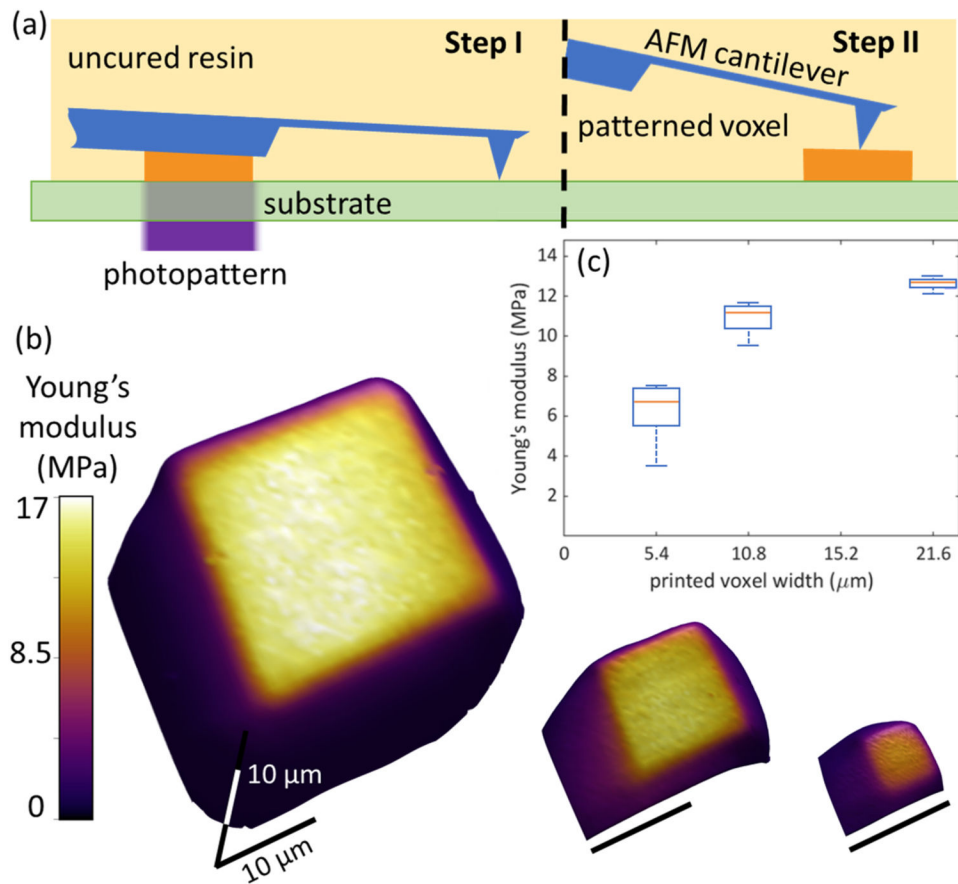 (a)
Step I
Step II
uncured resin
AFM cantilever
patterned voxel
substrate
photopattern
(b)
Young's
modulus
(MPa)
17
8.5
0
10 μm
10 μm
(c)
Young's modulus (MPa)
14
12
10
8
6
4
2
0
5.4
10.8
15.2
21.6
printed voxel width (μm)